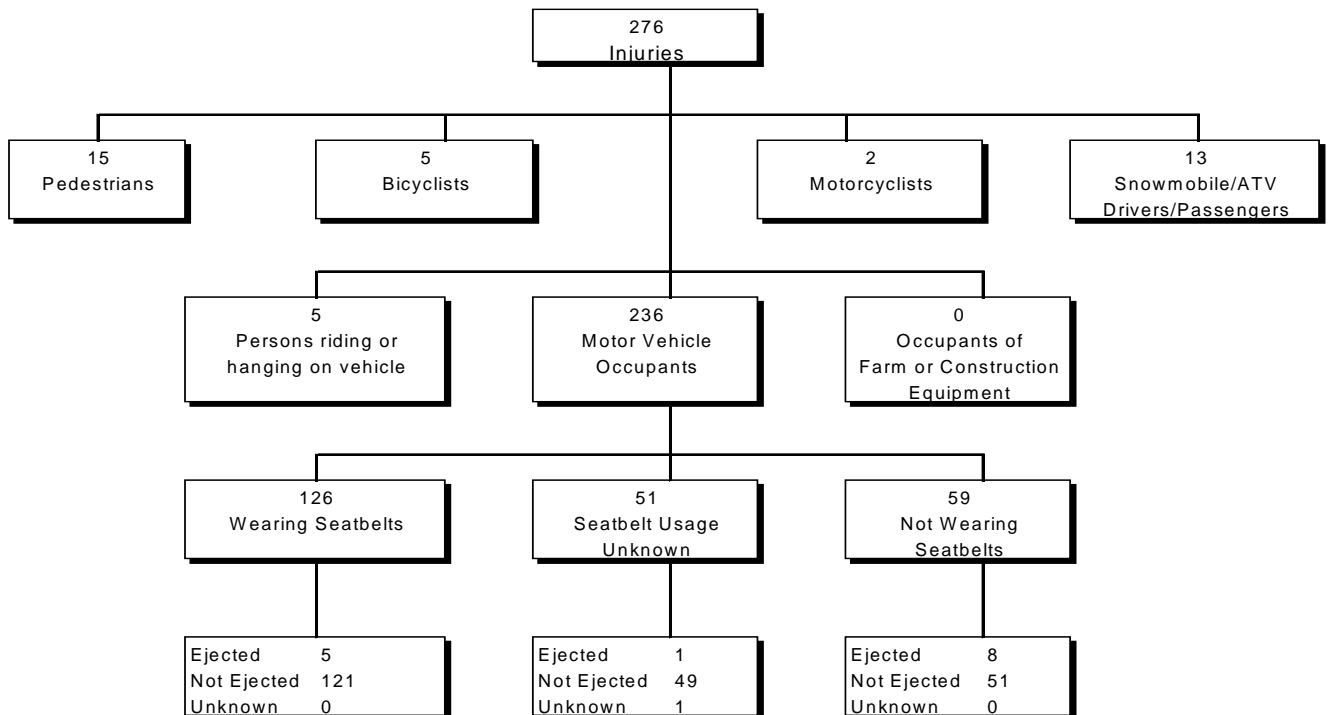 276
Injuries
15
Pedestrians
5
Bicyclists
2
Motorcyclists
13
Snowmobile/ATV
Drivers/Passengers
5
Persons riding or
hanging on vehicle
236
Motor Vehicle
Occupants
0
Occupants of
Farm or Construction
Equipment
126
Wearing Seatbelts
51
Seatbelt Usage
Unknown
59
Not Wearing
Seatbelts
Ejected 5
Not Ejected 121
Unknown 0
Ejected 1
Not Ejected 49
Unknown 1
Ejected 8
Not Ejected 51
Unknown 0